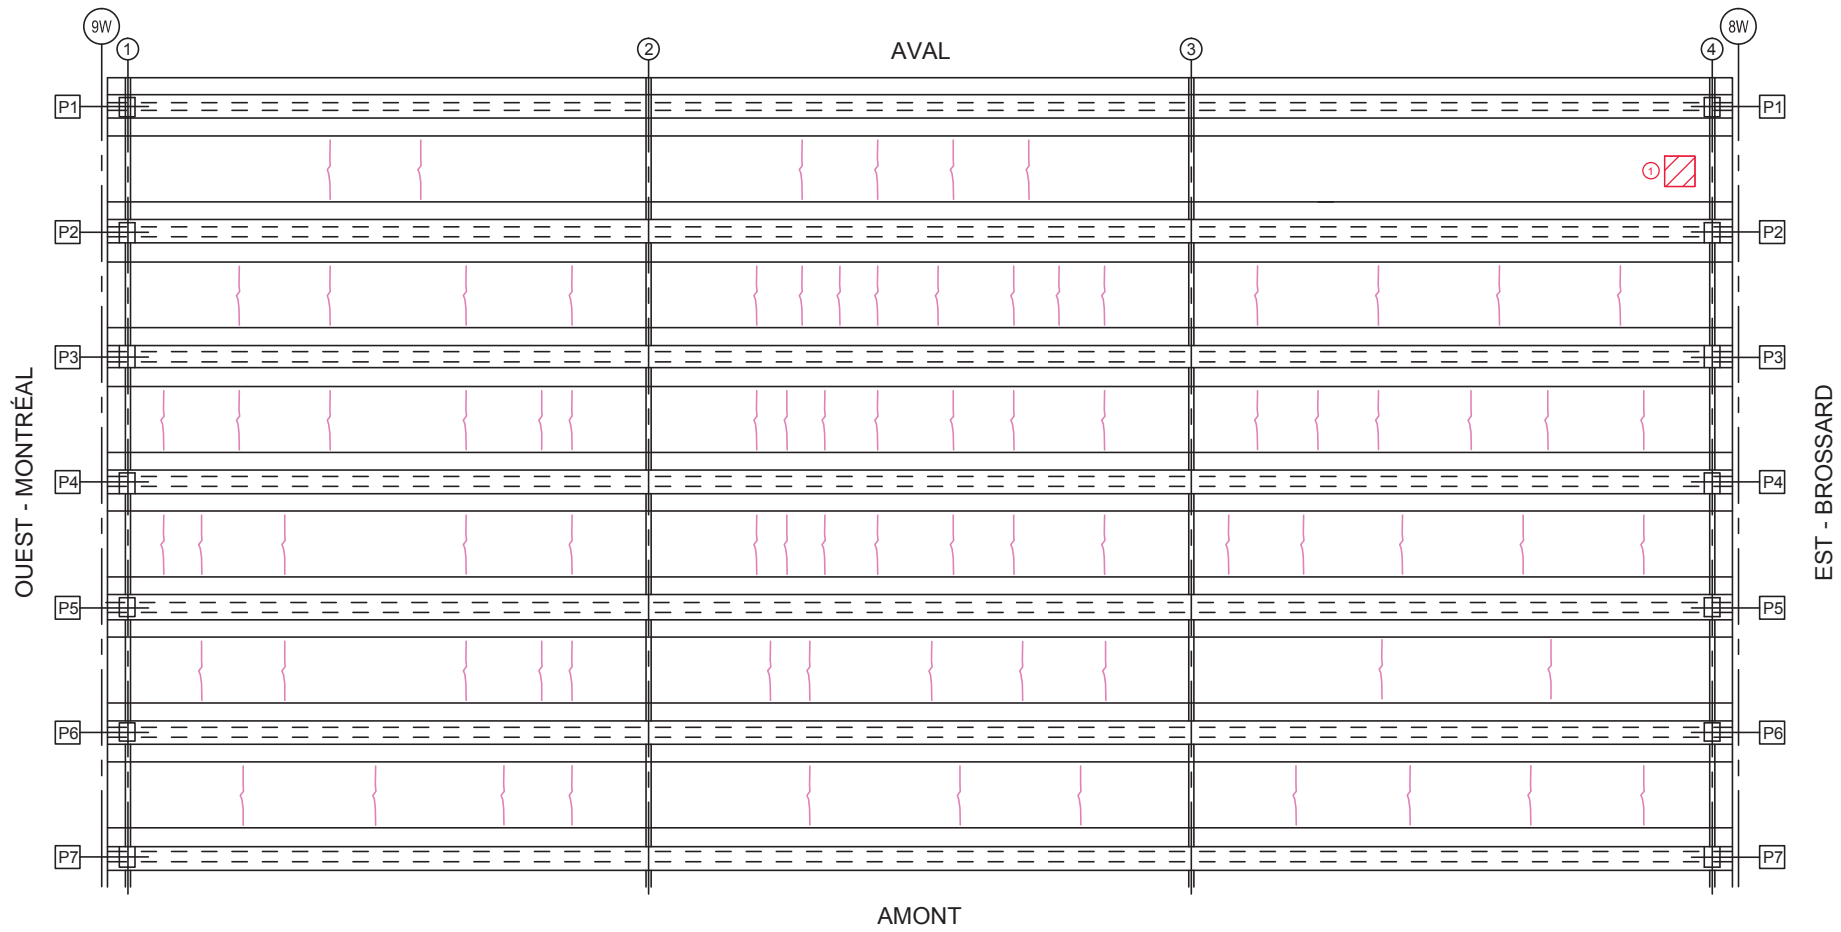 9W
1
2
AVAL
3
4
8W
P1
P1
1
P2
P2
P3
P3
OUEST - MONTRÉAL
EST - BROSSARD
P4
P4
P5
P5
P6
P6
P7
P7
AMONT